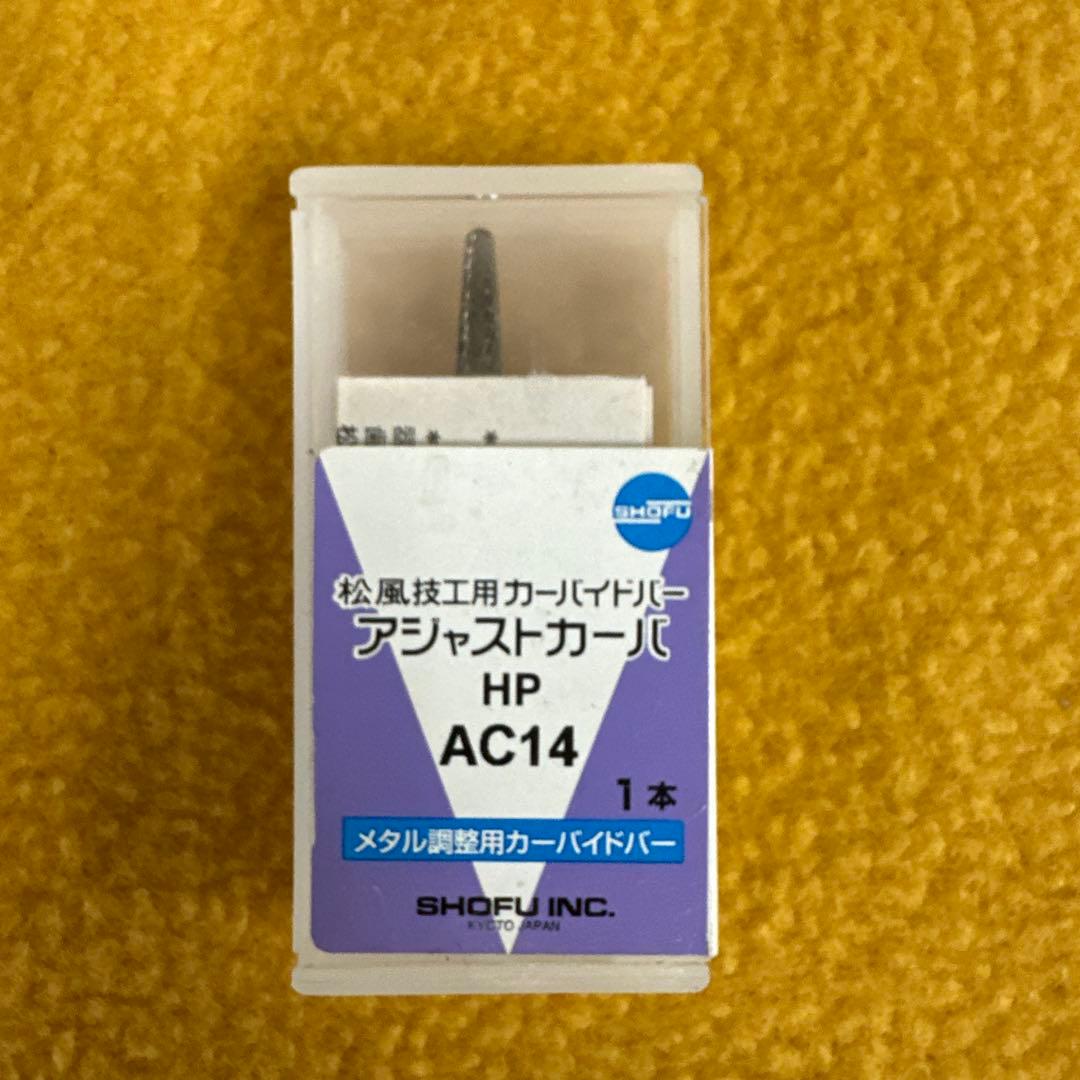 SHOFU
松風技工用カーバイドバー
アジャストカーバ
HP
AC14
1本
メタル調整用カーバイドバー
SHOFU INC.
KYOTO JAPAN